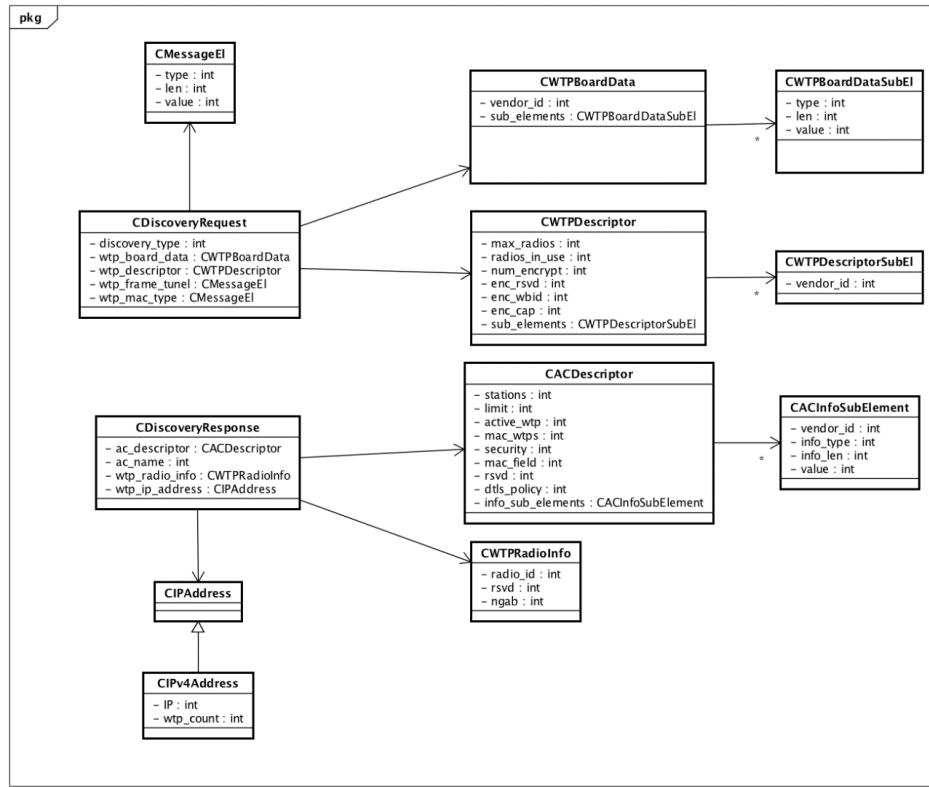 pkg
CMessageEl
– type : int
– len : int
– value : int
CWTPBoardData
– vendor_id : int
– sub_elements : CWTPBoardDataSubEl
*
CWTPBoardDataSubEl
– type : int
– len : int
– value : int
CDiscoveryRequest
– discovery_type : int
– wtp_board_data : CWTPBoardData
– wtp_descriptor : CWTPDescriptor
– wtp_frame_tunel : CMessageEl
– wtp_mac_type : CMessageEl
CWTPDescriptor
– max_radios : int
– radios_in_use : int
– num_encrypt : int
– enc_rsvd : int
– enc_wbid : int
– enc_cap : int
– sub_elements : CWTPDescriptorSubEl
*
CWTPDescriptorSubEl
– vendor_id : int
CACDescriptor
– stations : int
– limit : int
– active_wtp : int
– mac_wtps : int
– security : int
– mac_field : int
– rsvd : int
– dtls_policy : int
– info_sub_elements : CACInfoSubElement
*
CACInfoSubElement
– vendor_id : int
– info_type : int
– info_len : int
– value : int
CDiscoveryResponse
– ac_descriptor : CACDescriptor
– ac_name : int
– wtp_radio_info : CWTPRadioInfo
– wtp_ip_address : CIPAddress
CWTPRadioInfo
– radio_id : int
– rsvd : int
– ngab : int
CIPAddress
CIPv4Address
– IP : int
– wtp_count : int